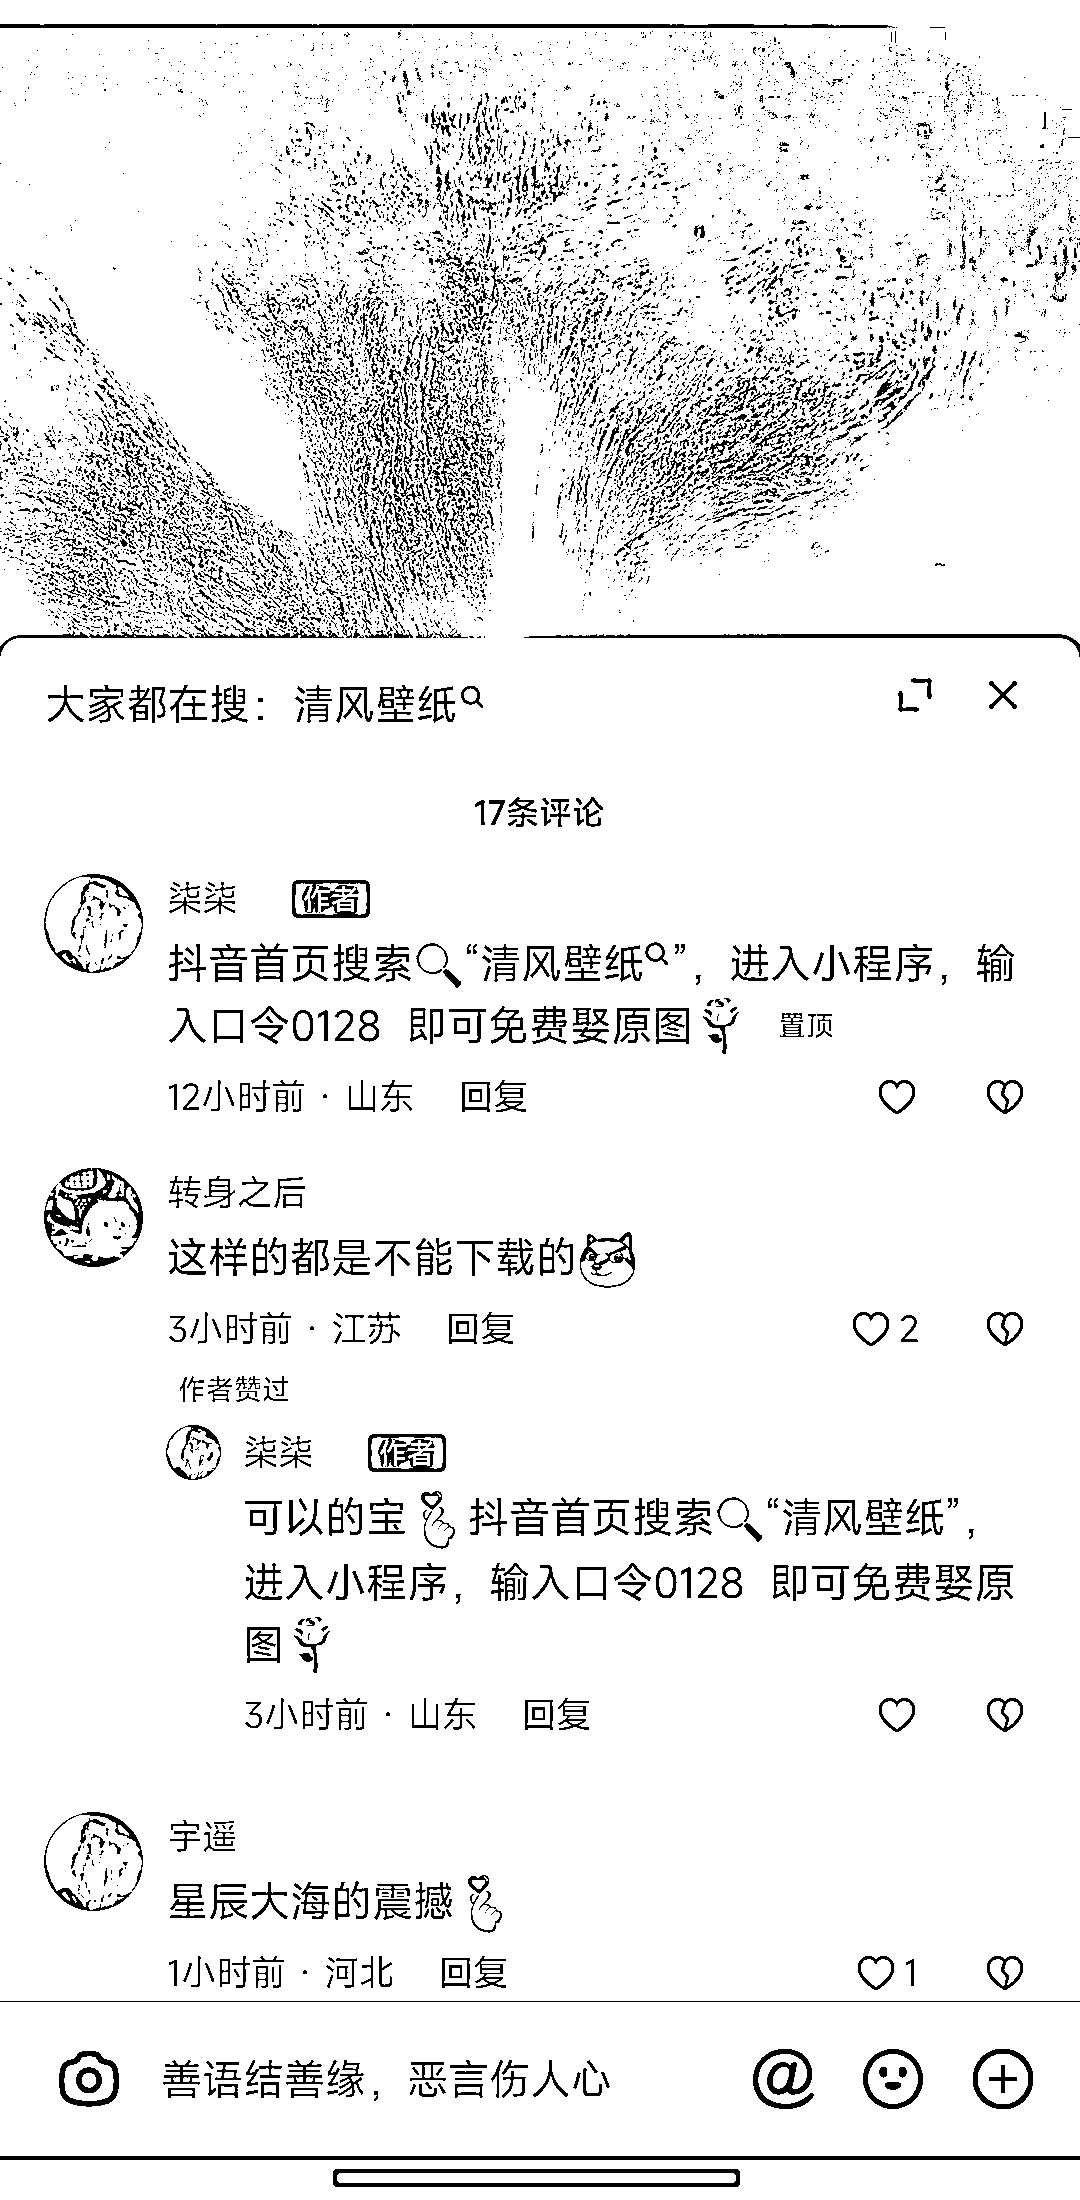 大家都在搜：清风壁纸
17条评论
柒柒 作者
抖音首页搜索🔍“清风壁纸”，进入小程序，输
入口令0128 即可免费娶原图🌹 置顶
12小时前 · 山东 回复
转身之后
这样的都是不能下载的
3小时前 · 江苏 回复 2
作者赞过
柒柒 作者
可以的宝🫰抖音首页搜索🔍“清风壁纸”，
进入小程序，输入口令0128 即可免费娶原
图🌹
3小时前 · 山东 回复
宇遥
星辰大海的震撼🫰
1小时前 · 河北 回复 1
善语结善缘，恶言伤人心